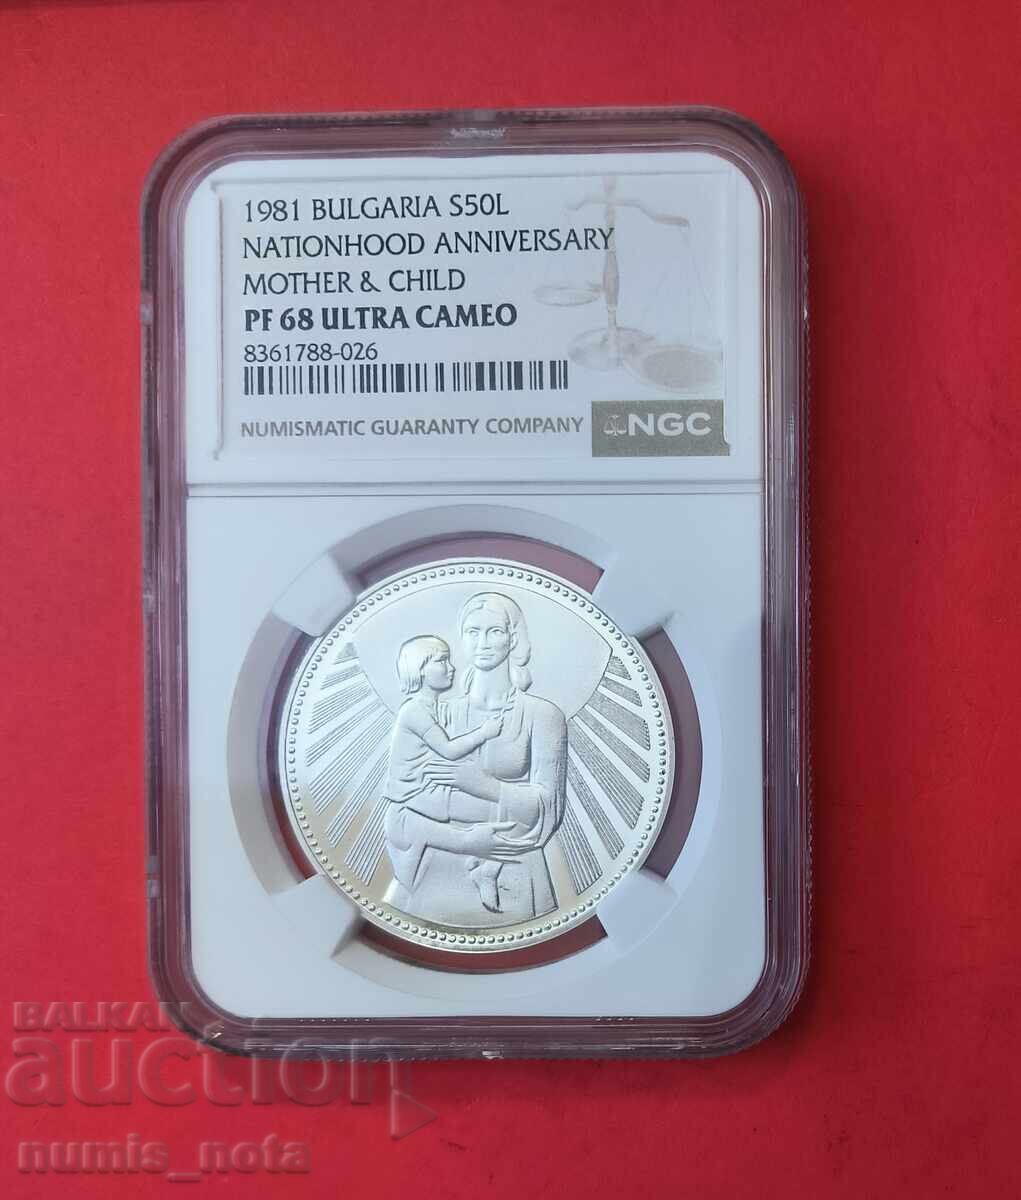 1981 BULGARIA S50L
NATIONHOOD ANNIVERSARY
MOTHER & CHILD
PF 68 ULTRA CAMEO
8361788-026
NUMISMATIC GUARANTY COMPANY
NGC
BALKAN
auction
numis_nota